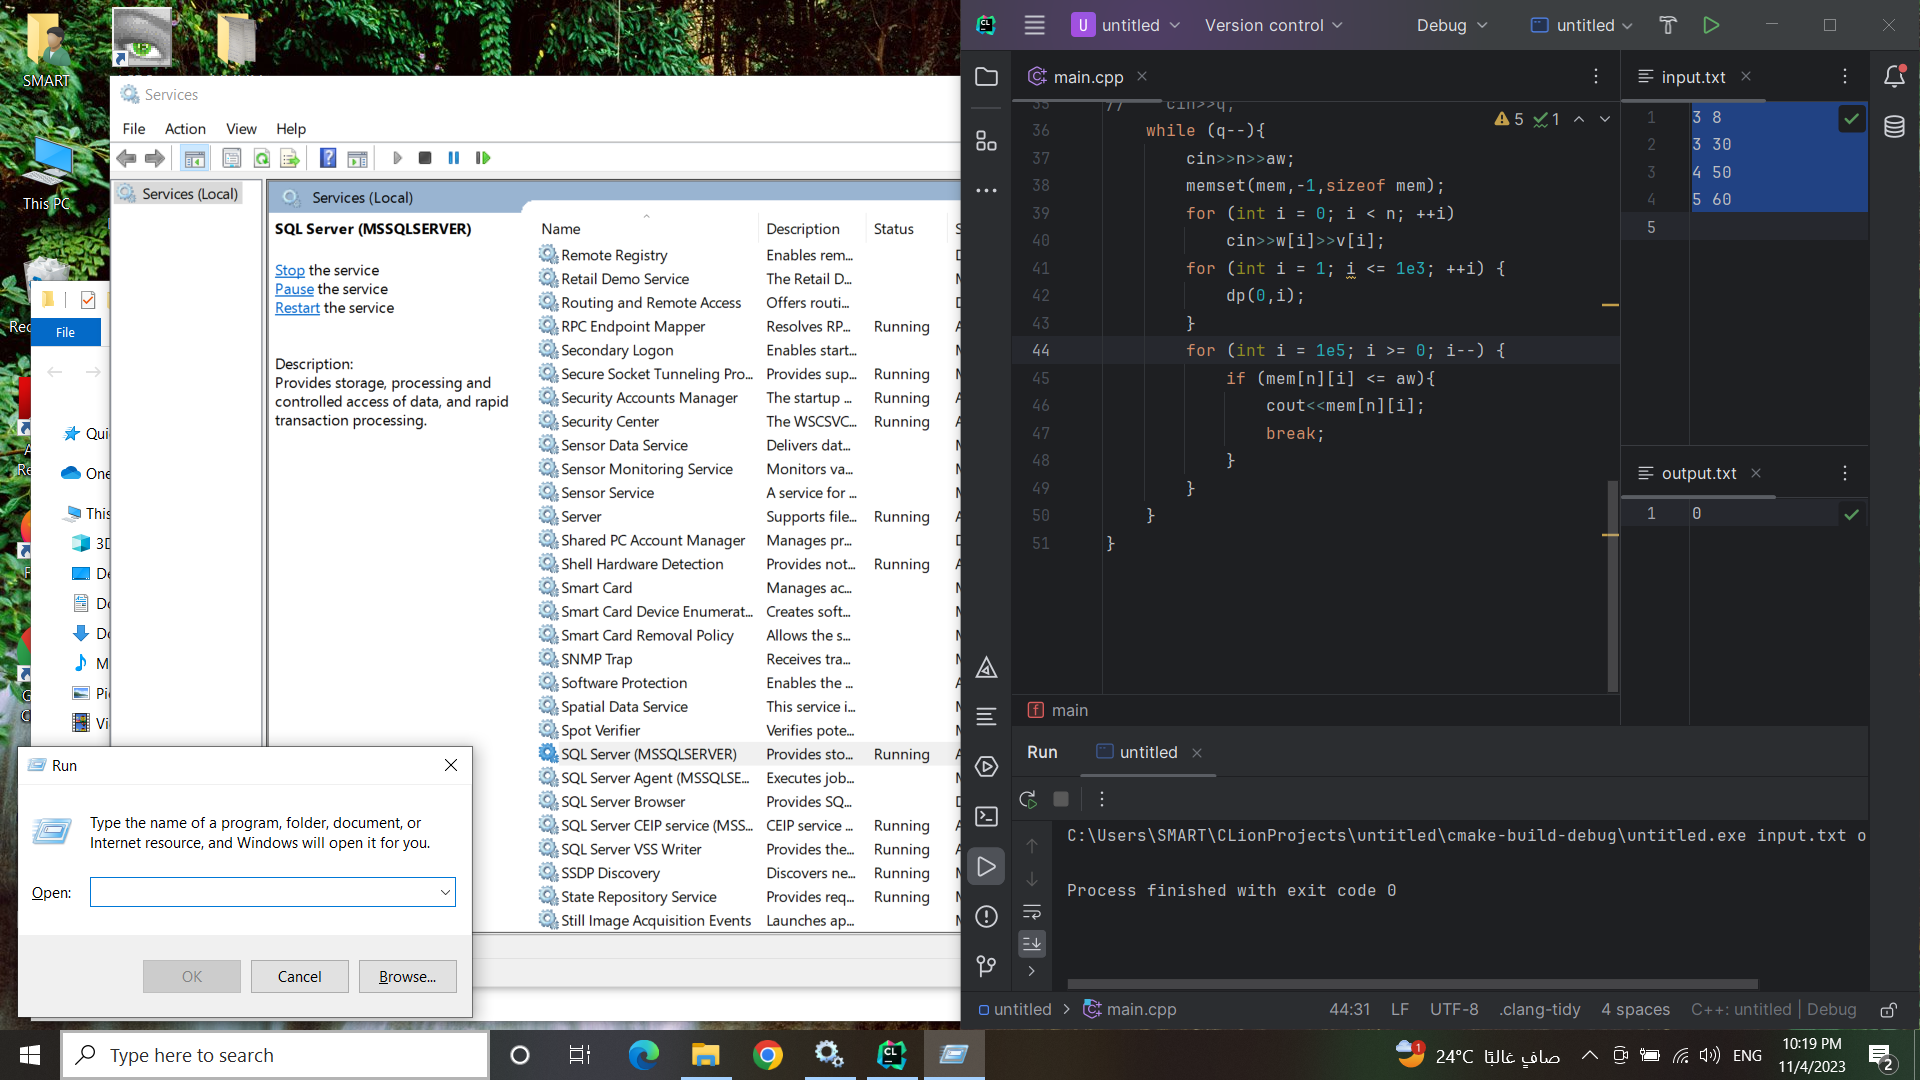 SMART
This PC
Services
File Action View Help
Services (Local)
Services (Local)
SQL Server (MSSQLSERVER)
Stop the service
Pause the service
Restart the service
Description:
Provides storage, processing and
controlled access of data, and rapid
transaction processing.
Name Description Status
Remote Registry Enables rem...
Retail Demo Service The Retail D...
Routing and Remote Access Offers routi...
RPC Endpoint Mapper Resolves RP... Running
Secondary Logon Enables start...
Secure Socket Tunneling Pro... Provides sup... Running
Security Accounts Manager The startup ... Running
Security Center The WSCSVC... Running
Sensor Data Service Delivers dat...
Sensor Monitoring Service Monitors va...
Sensor Service A service for ...
Server Supports file... Running
Shared PC Account Manager Manages pr...
Shell Hardware Detection Provides not... Running
Smart Card Manages ac...
Smart Card Device Enumerat... Creates soft...
Smart Card Removal Policy Allows the s...
SNMP Trap Receives tra...
Software Protection Enables the ...
Spatial Data Service This service i...
Spot Verifier Verifies pote...
SQL Server (MSSQLSERVER) Provides sto... Running
SQL Server Agent (MSSQLSE... Executes job...
SQL Server Browser Provides SQ...
SQL Server CEIP service (MSS... CEIP service ... Running
SQL Server VSS Writer Provides the... Running
SSDP Discovery Discovers ne... Running
State Repository Service Provides req... Running
Still Image Acquisition Events Launches ap...
File
Run
Type the name of a program, folder, document, or
Internet resource, and Windows will open it for you.
Open:
OK Cancel Browse...
U untitled Version control Debug untitled
main.cpp
5 1
35 // cin>>q;
36 while (q--){
37 cin>>n>>aw;
38 memset(mem,-1,sizeof mem);
39 for (int i = 0; i < n; ++i)
40 cin>>w[i]>>v[i];
41 for (int i = 1; i <= 1e3; ++i) {
42 dp(0,i);
43 }
44 for (int i = 1e5; i >= 0; i--) {
45 if (mem[n][i] <= aw){
46 cout<<mem[n][i];
47 break;
48 }
49 }
50 }
51 }
main
input.txt
1 3 8
2 3 30
3 4 50
4 5 60
5
output.txt
1 0
Run untitled
C:\Users\SMART\CLionProjects\untitled\cmake-build-debug\untitled.exe input.txt o
Process finished with exit code 0
untitled > main.cpp 44:31 LF UTF-8 .clang-tidy 4 spaces C++: untitled | Debug
Type here to search
CL
1 24°C صافٍ غالبًا ENG 10:19 PM
11/4/2023
2